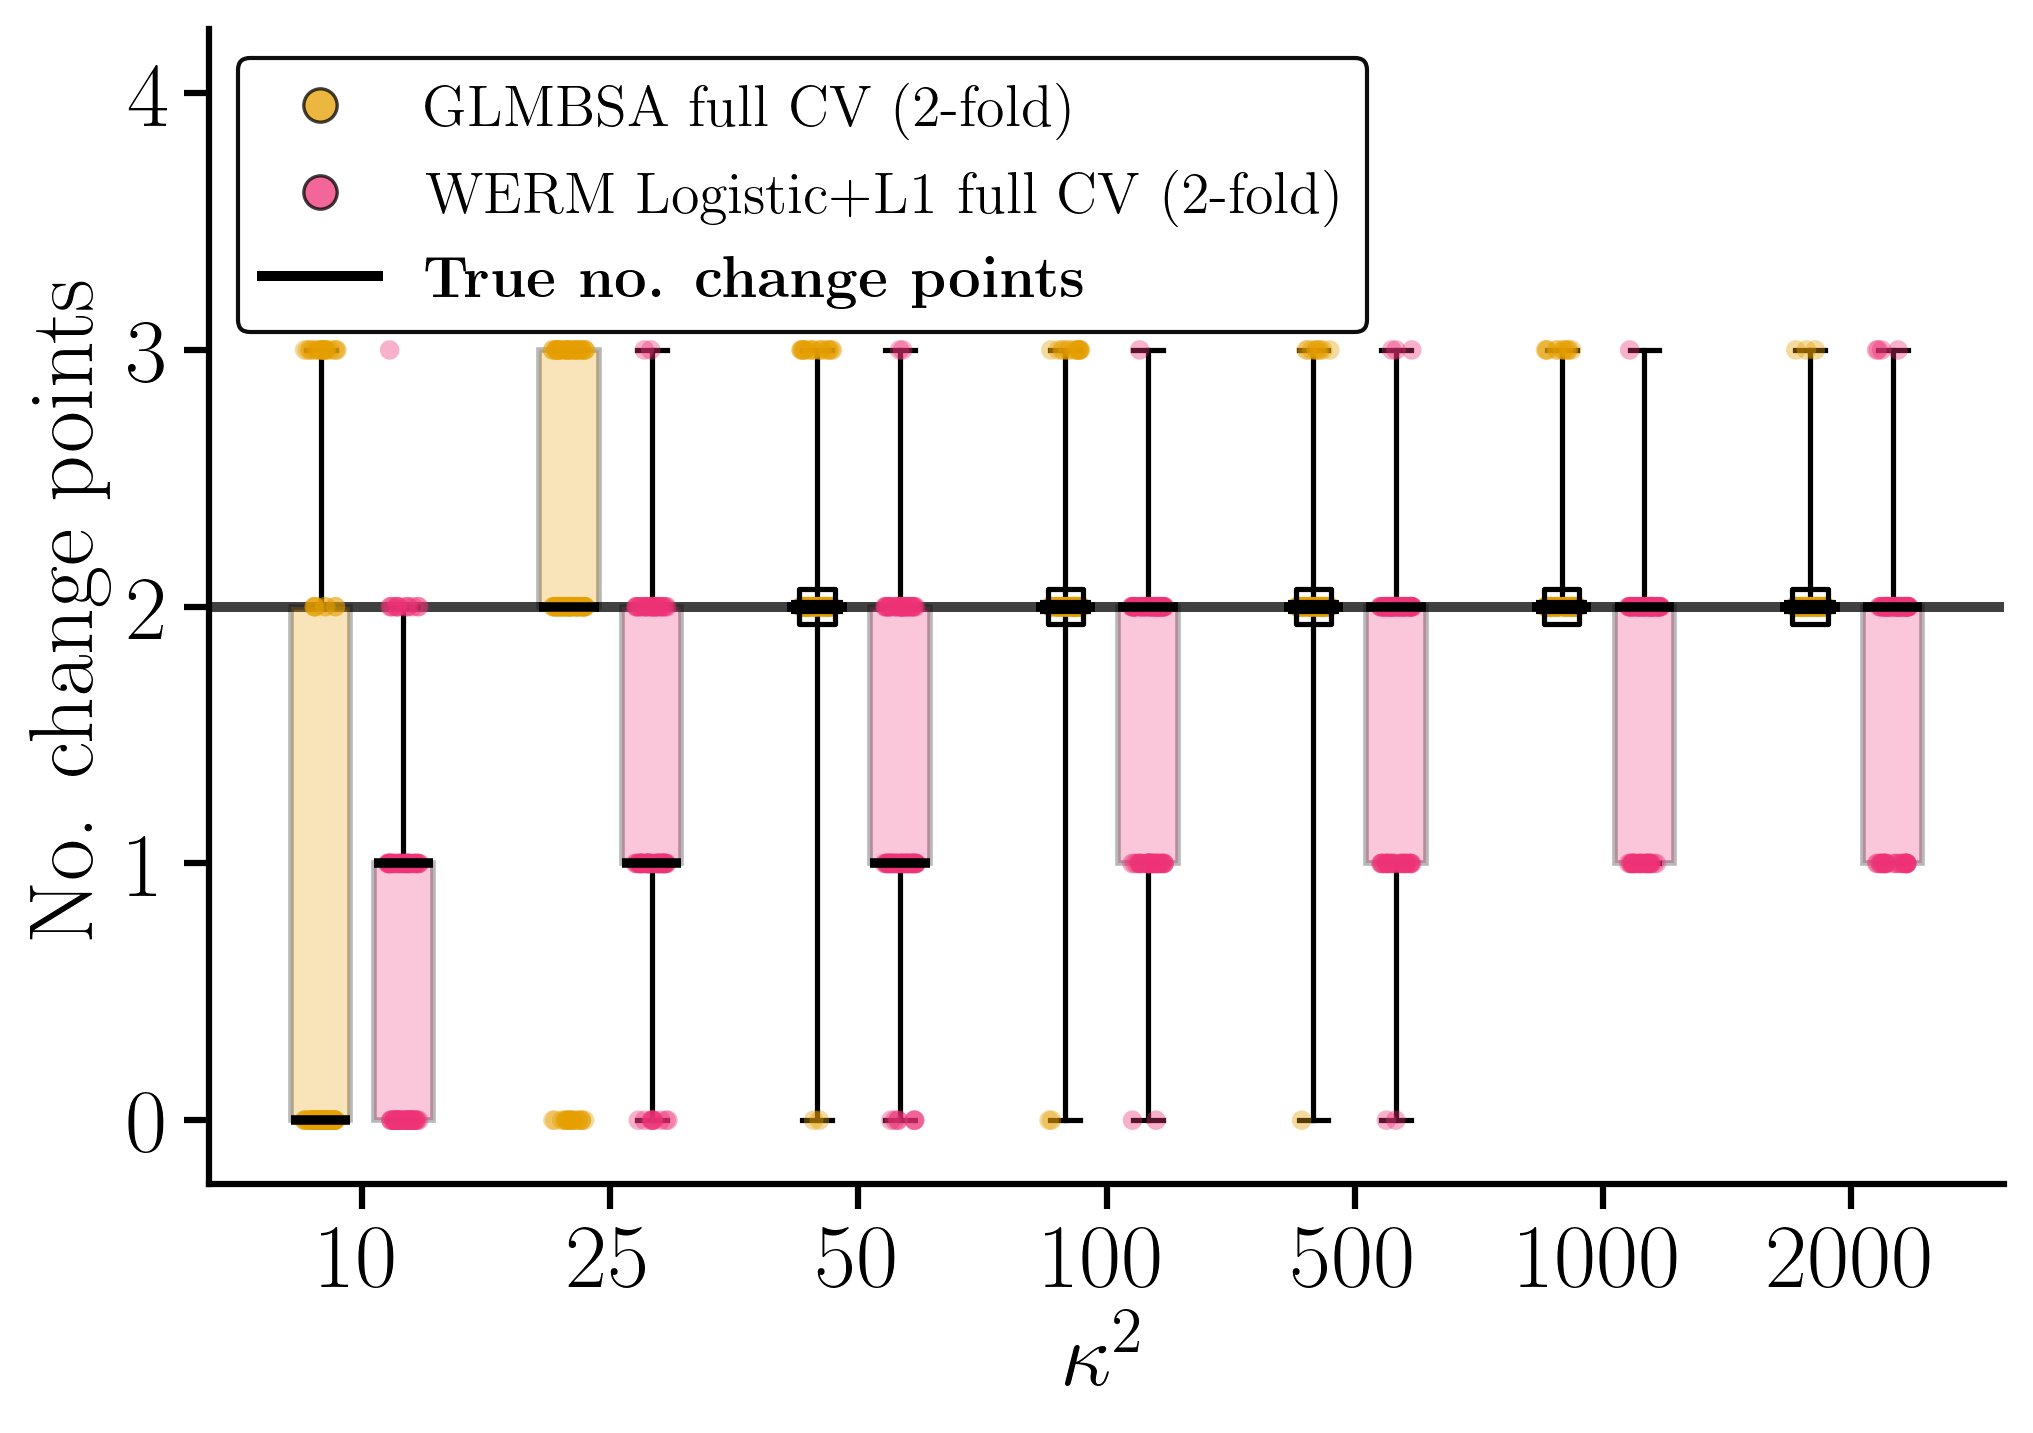 GLMBSA full CV (2-fold)
WERM Logistic+L1 full CV (2-fold)
True no. change points
No. change points
4
3
2
1
0
10 25 50 100 500 1000 2000
κ²